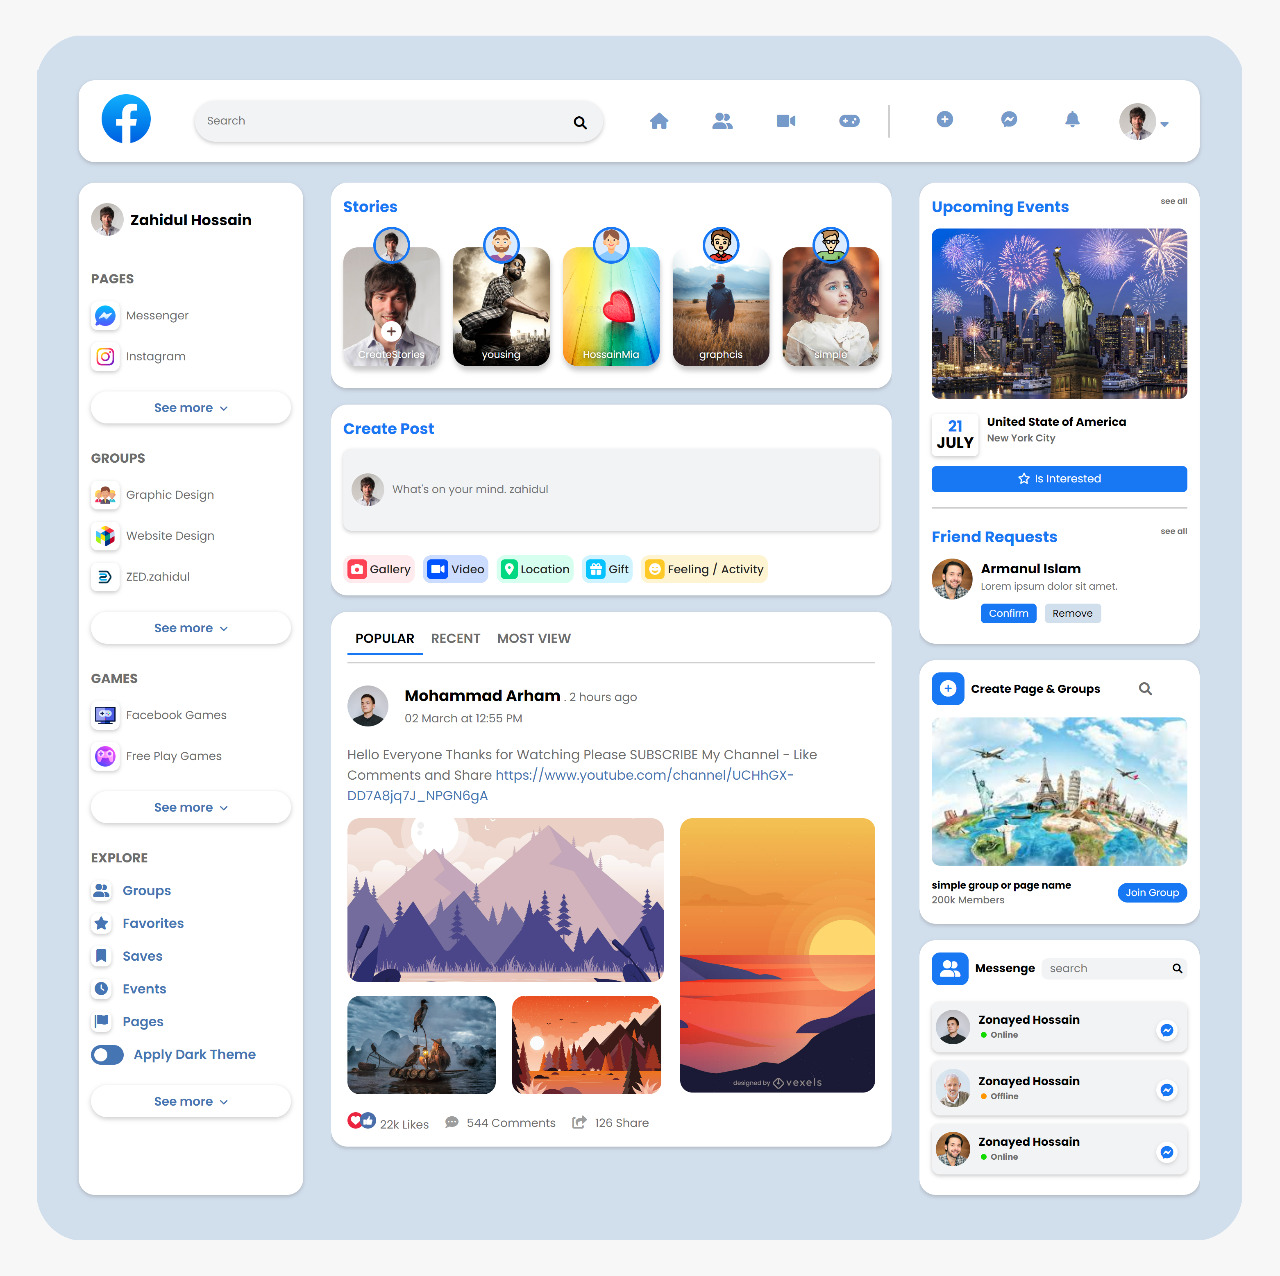 Search
Zahidul Hossain
PAGES
Messenger
Instagram
See more
GROUPS
Graphic Design
Website Design
ZED.zahidul
See more
GAMES
Facebook Games
Free Play Games
See more
EXPLORE
Groups
Favorites
Saves
Events
Pages
Apply Dark Theme
See more
Stories
CreateStories
yousing
HossainMia
graphcis
simple
Create Post
What's on your mind. zahidul
Gallery
Video
Location
Gift
Feeling / Activity
POPULAR RECENT MOST VIEW
Mohammad Arham . 2 hours ago
02 March at 12:55 PM
Hello Everyone Thanks for Watching Please SUBSCRIBE My Channel - Like
Comments and Share https://www.youtube.com/channel/UCHhGX-
DD7A8jq7J_NPGN6gA
designed by vexels
22k Likes 544 Comments 126 Share
Upcoming Events see all
21
JULY
United State of America
New York City
Is Interested
Friend Requests see all
Armanul Islam
Lorem ipsum dolor sit amet.
Confirm Remove
Create Page & Groups
simple group or page name
200k Members
Join Group
Messenge search
Zonayed Hossain
Online
Zonayed Hossain
Offline
Zonayed Hossain
Online